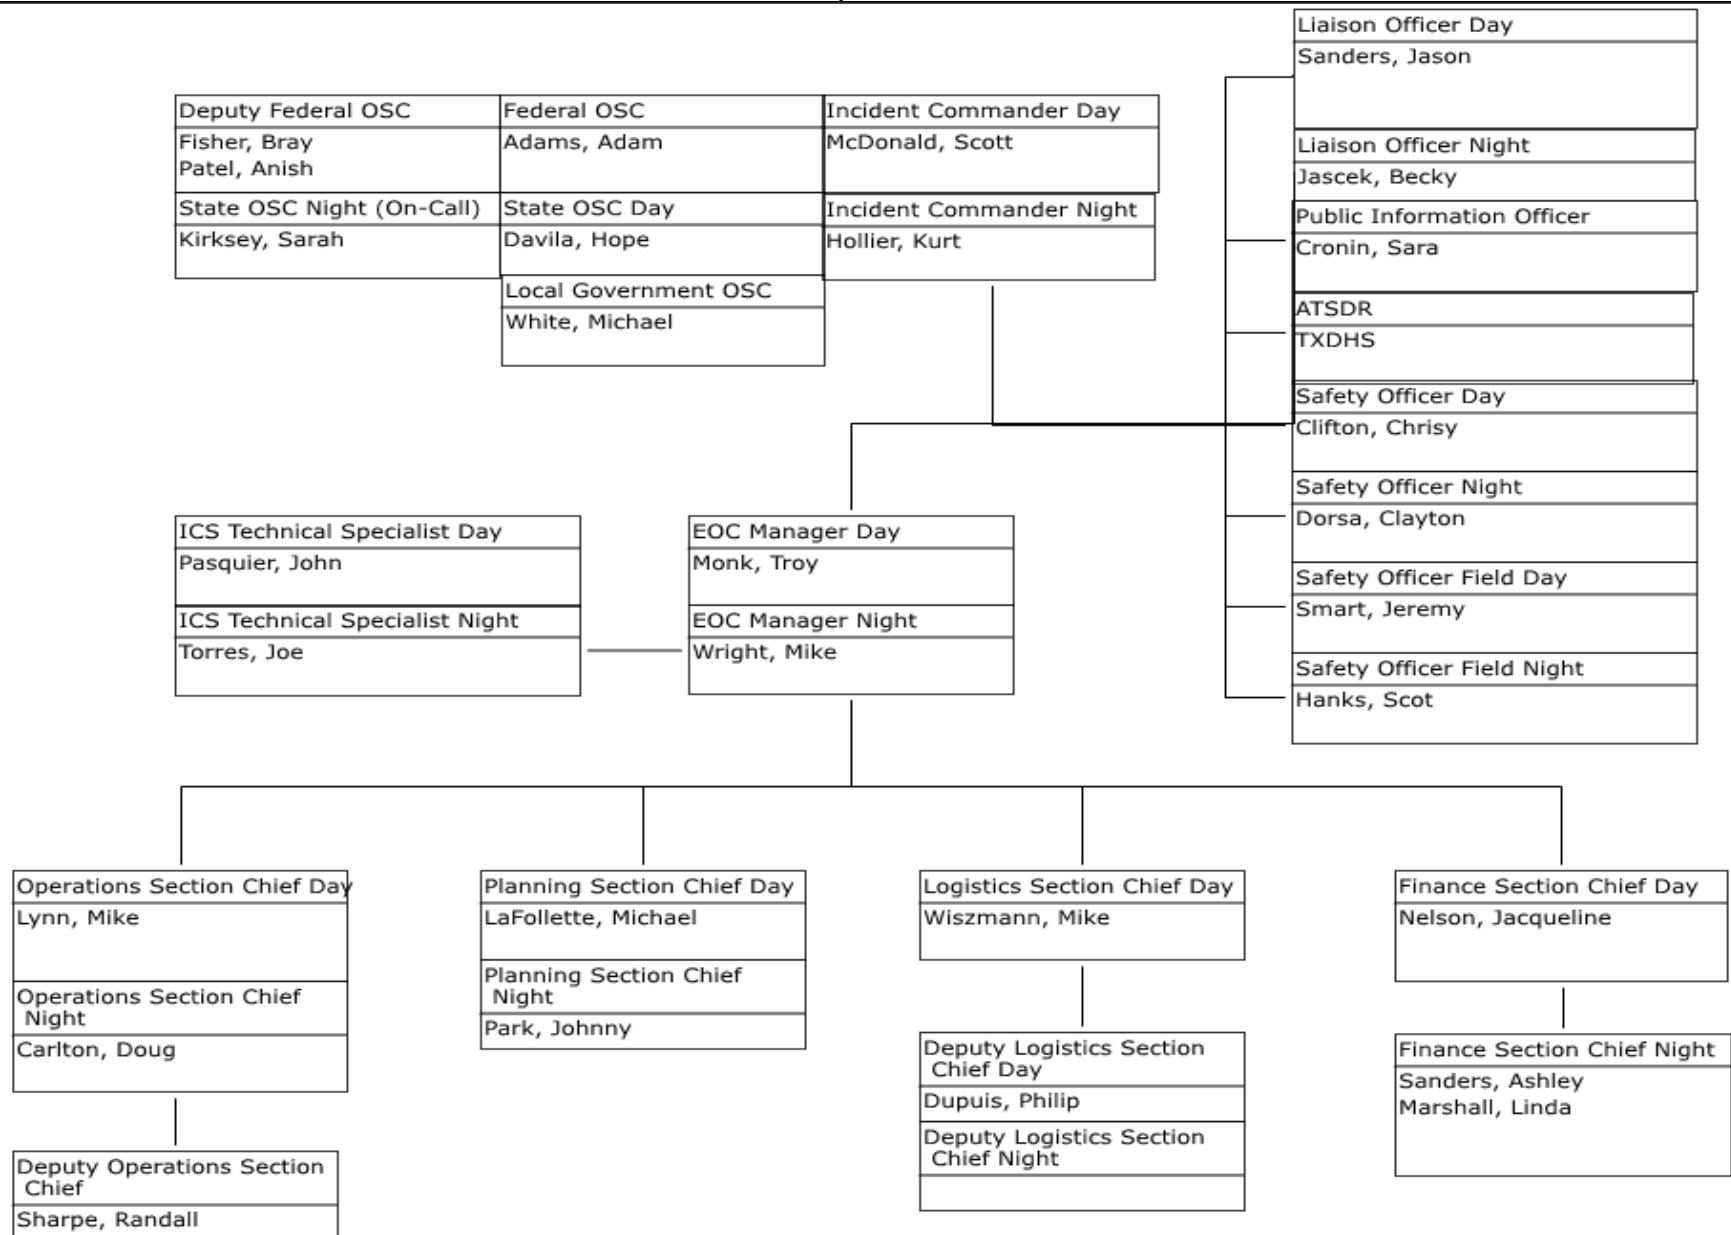 Liaison Officer Day
Sanders, Jason
Deputy Federal OSC
Fisher, Bray
Patel, Anish
Federal OSC
Adams, Adam
Incident Commander Day
McDonald, Scott
Liaison Officer Night
Jascek, Becky
State OSC Night (On-Call)
Kirksey, Sarah
State OSC Day
Davila, Hope
Incident Commander Night
Hollier, Kurt
Public Information Officer
Cronin, Sara
Local Government OSC
White, Michael
ATSDR
TXDHS
Safety Officer Day
Clifton, Chrisy
Safety Officer Night
Dorsa, Clayton
Safety Officer Field Day
Smart, Jeremy
Safety Officer Field Night
Hanks, Scot
ICS Technical Specialist Day
Pasquier, John
ICS Technical Specialist Night
Torres, Joe
EOC Manager Day
Monk, Troy
EOC Manager Night
Wright, Mike
Operations Section Chief Day
Lynn, Mike
Operations Section Chief
Night
Carlton, Doug
Deputy Operations Section
Chief
Sharpe, Randall
Planning Section Chief Day
LaFollette, Michael
Planning Section Chief
Night
Park, Johnny
Logistics Section Chief Day
Wiszmann, Mike
Deputy Logistics Section
Chief Day
Dupuis, Philip
Deputy Logistics Section
Chief Night
Finance Section Chief Day
Nelson, Jacqueline
Finance Section Chief Night
Sanders, Ashley
Marshall, Linda